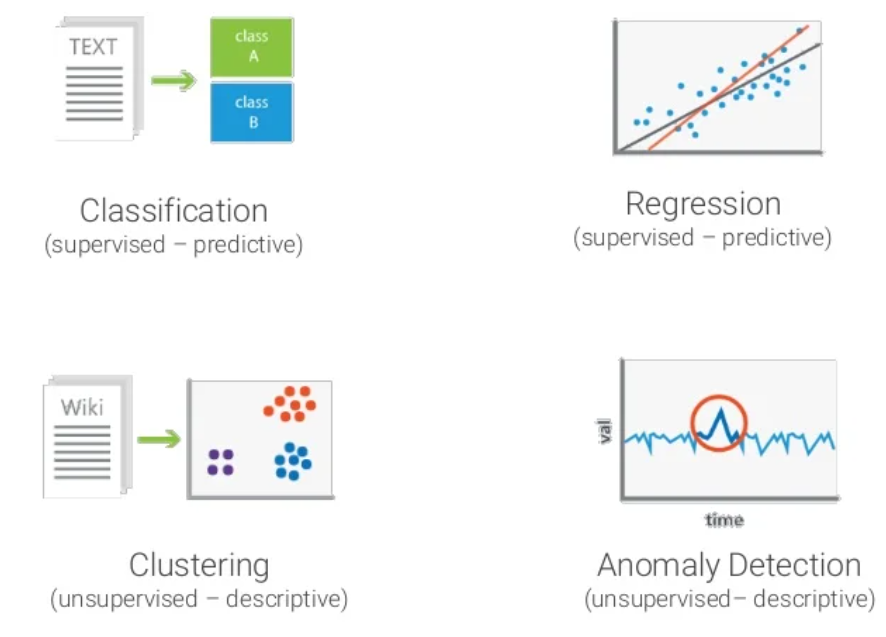 TEXT
class
A
class
B
Classification
(supervised – predictive)
Regression
(supervised – predictive)
Wiki
Clustering
(unsupervised – descriptive)
val
time
Anomaly Detection
(unsupervised– descriptive)